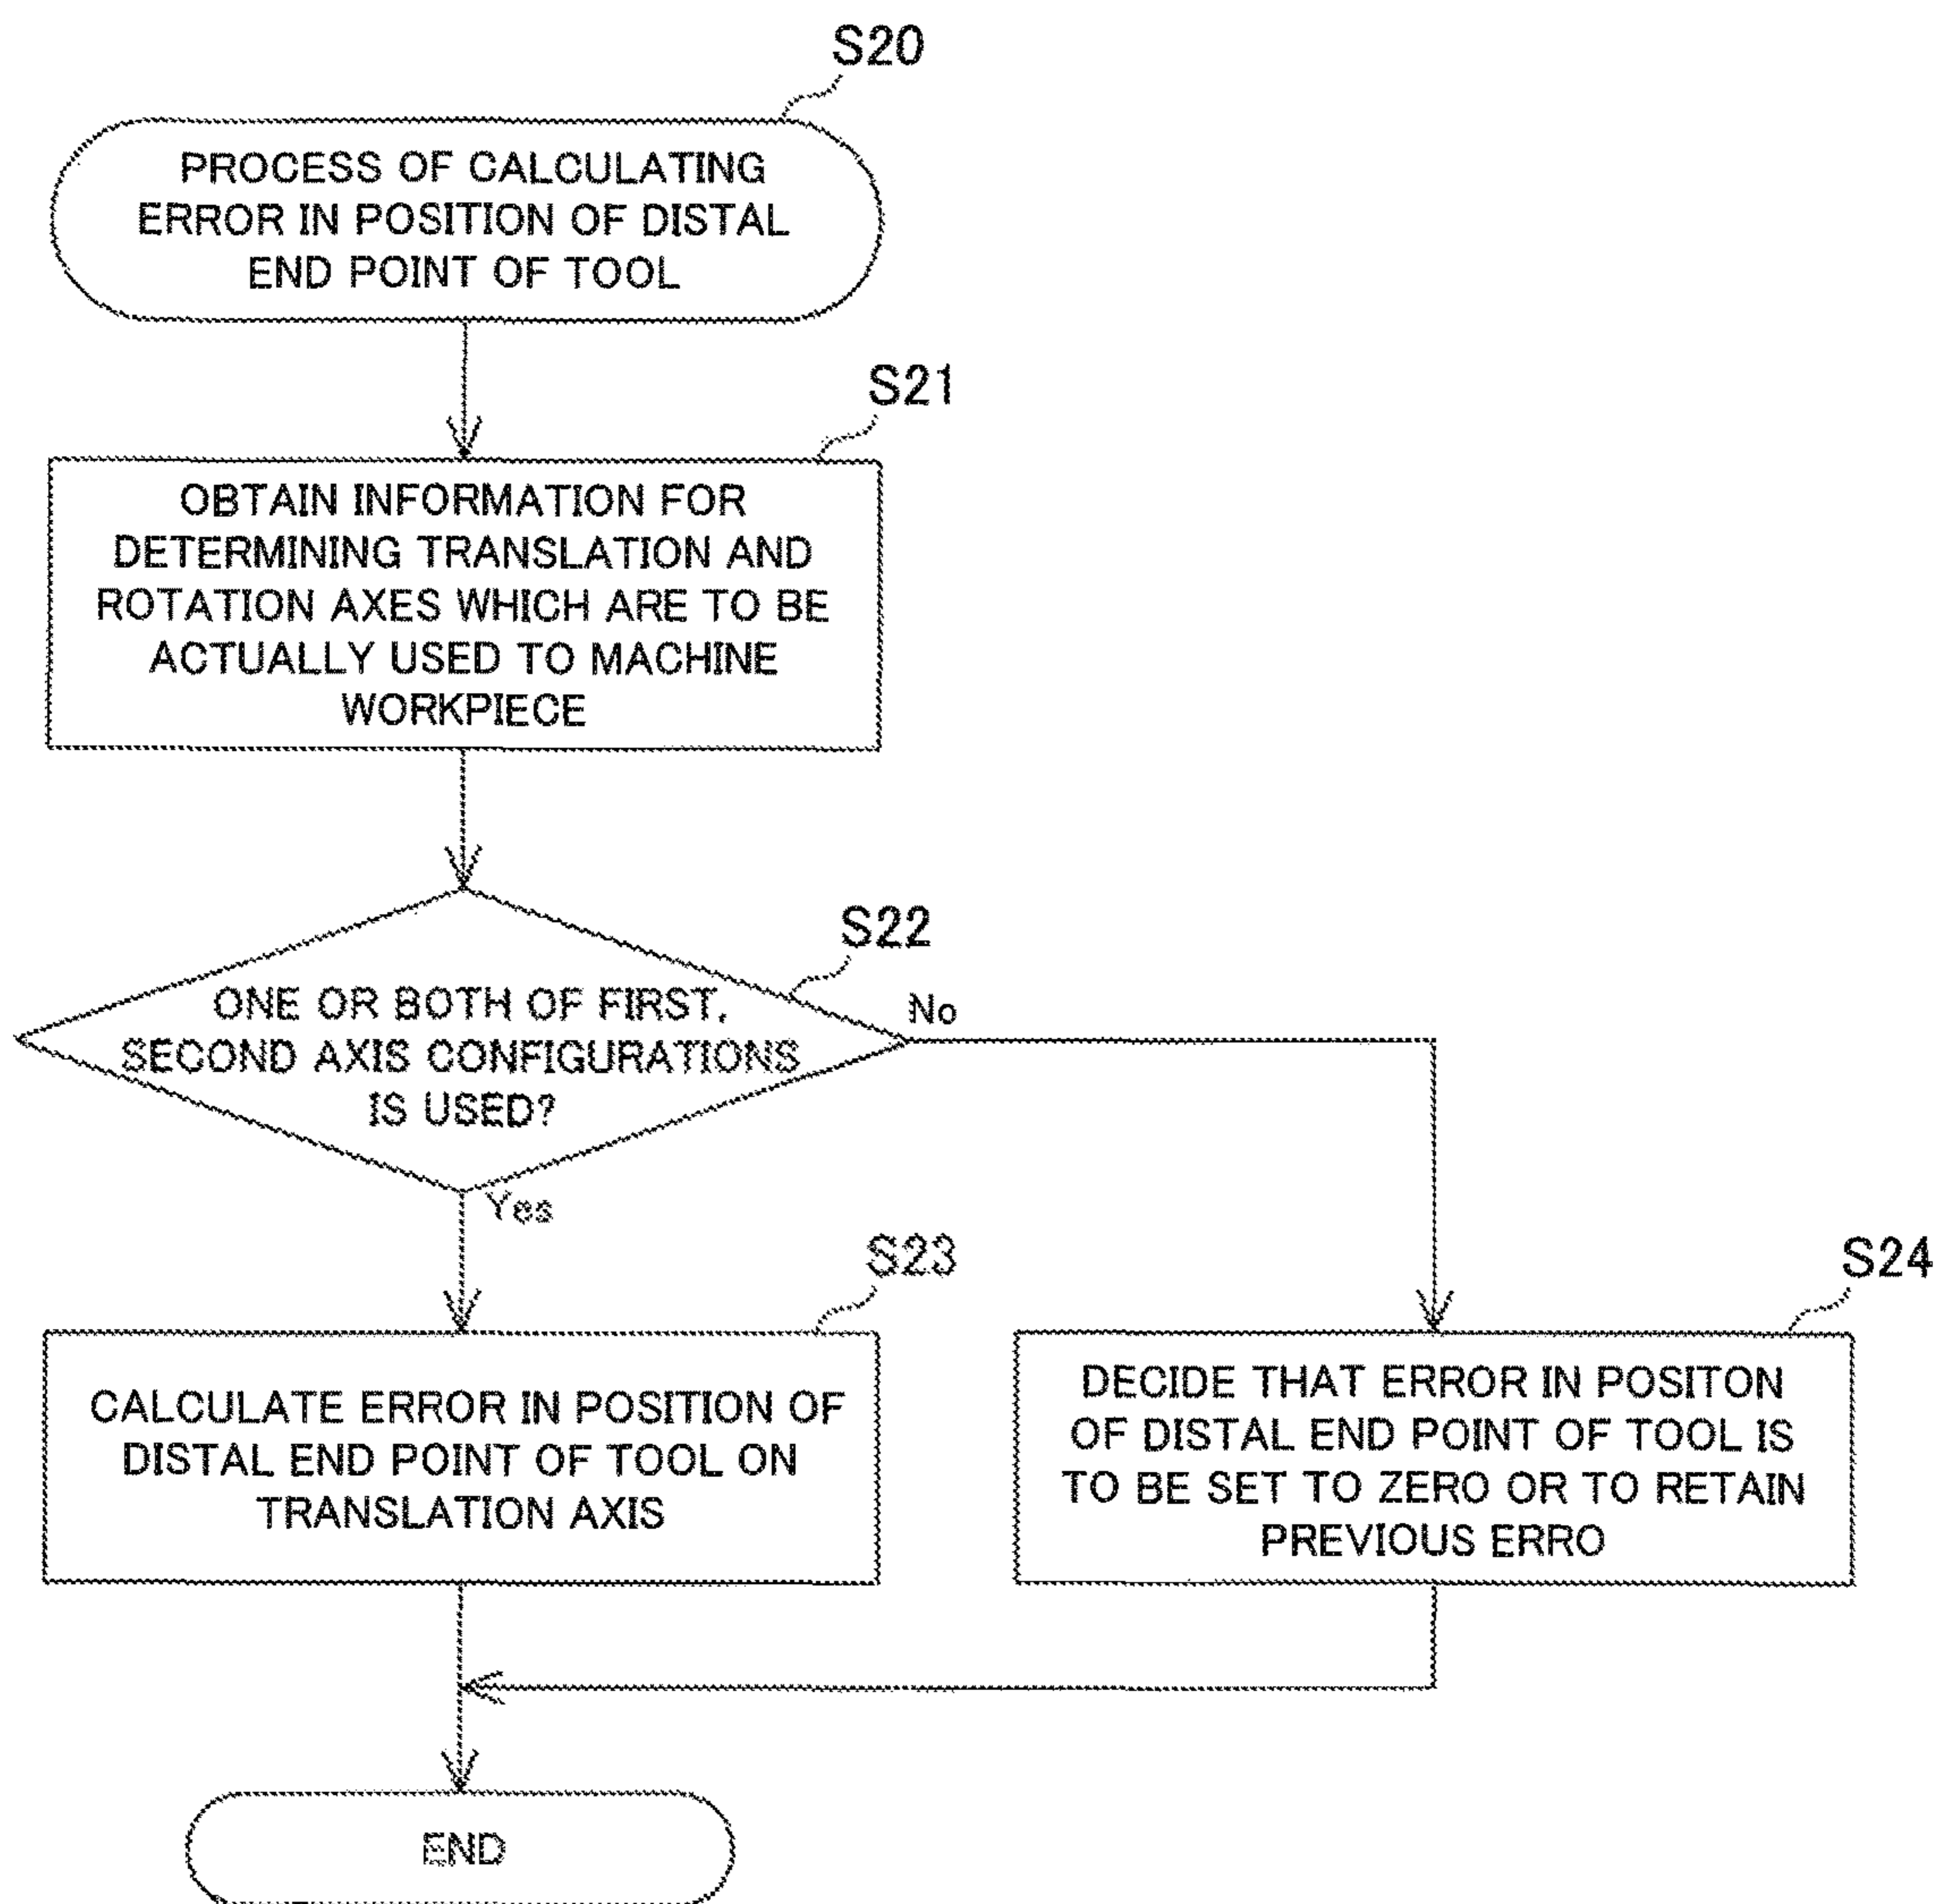 S20
PROCESS OF CALCULATING
ERROR IN POSITION OF DISTAL
END POINT OF TOOL
S21
OBTAIN INFORMATION FOR
DETERMINING TRANSLATION AND
ROTATION AXES WHICH ARE TO BE
ACTUALLY USED TO MACHINE
WORKPIECE
S22
ONE OR BOTH OF FIRST,
SECOND AXIS CONFIGURATIONS
IS USED?
No
Yes
S23
CALCULATE ERROR IN POSITION OF
DISTAL END POINT OF TOOL ON
TRANSLATION AXIS
S24
DECIDE THAT ERROR IN POSITON
OF DISTAL END POINT OF TOOL IS
TO BE SET TO ZERO OR TO RETAIN
PREVIOUS ERRO
END